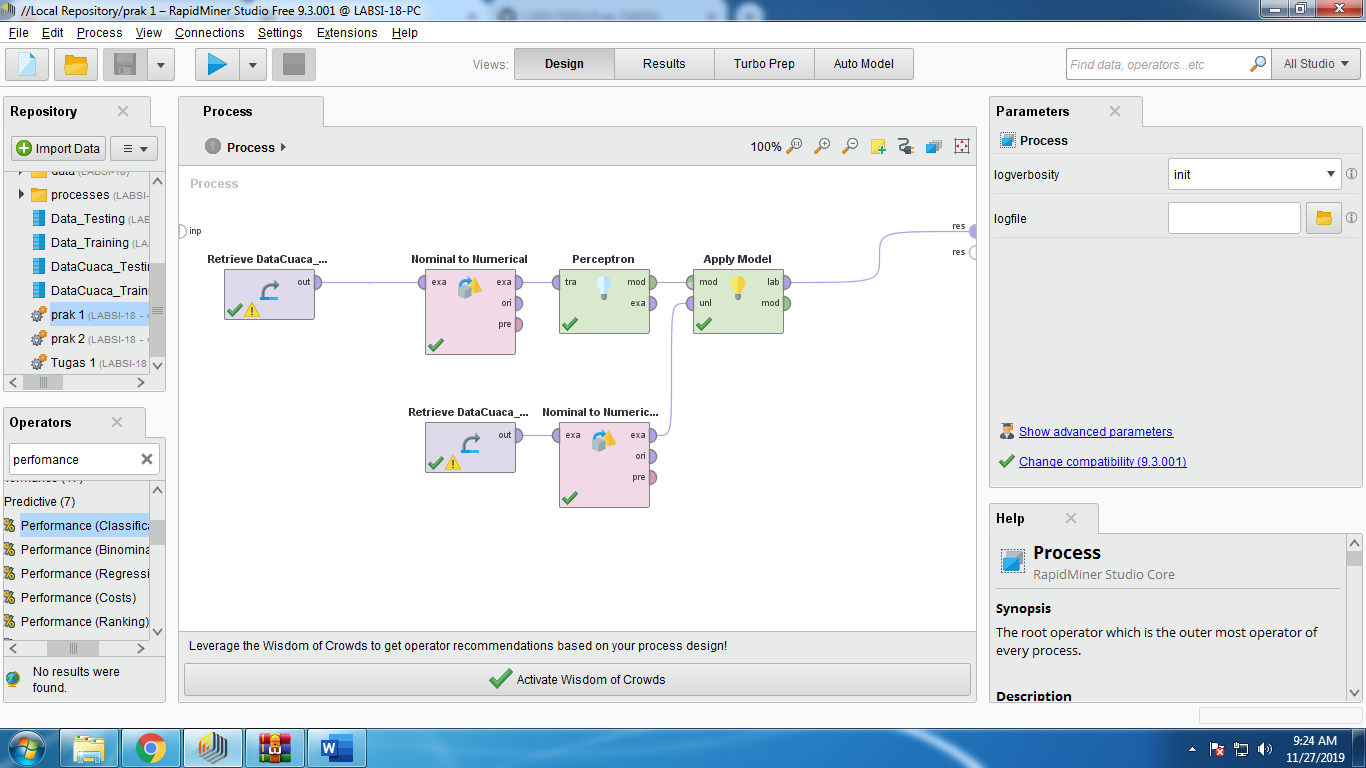 //Local Repository/prak 1 – RapidMiner Studio Free 9.3.001 @ LABSI-18-PC
File Edit Process View Connections Settings Extensions Help
Views: Design Results Turbo Prep Auto Model
Find data, operators...etc
All Studio
Repository
Import Data
data (LABSI-18)
processes (LABSI-
Data_Testing (LAB
Data_Training (LA
DataCuaca_Testin
DataCuaca_Traini
prak 1 (LABSI-18 - v
prak 2 (LABSI-18 - v
Tugas 1 (LABSI-18
Operators
perfomance
Predictive (7)
Performance (Classifica
Performance (Binomina
Performance (Regressi
Performance (Costs)
Performance (Ranking)
No results were
found.
Process
Process
100%
Process
inp
res
res
Retrieve DataCuaca_...
out
Nominal to Numerical
exa exa
ori
pre
Perceptron
tra mod
exa
Apply Model
mod lab
unl mod
Retrieve DataCuaca_...
out
Nominal to Numeric...
exa exa
ori
pre
Leverage the Wisdom of Crowds to get operator recommendations based on your process design!
Activate Wisdom of Crowds
Parameters
Process
logverbosity init
logfile
Show advanced parameters
Change compatibility (9.3.001)
Help
Process
RapidMiner Studio Core
Synopsis
The root operator which is the outer most operator of
every process.
Description
9:24 AM
11/27/2019